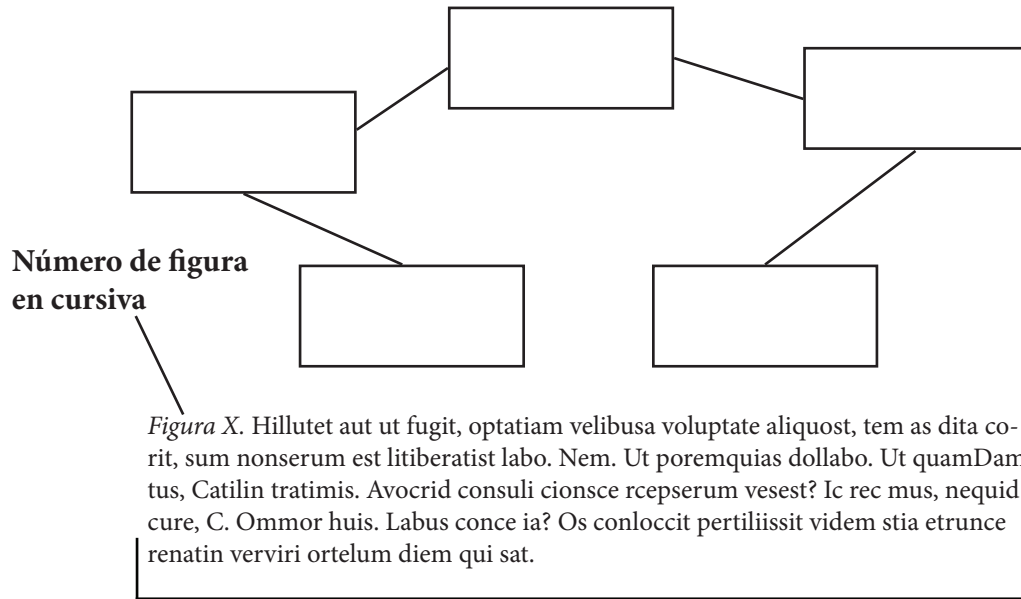 Número de figura
en cursiva
Figura X. Hillutet aut ut fugit, optatiam velibusa voluptate aliquost, tem as dita co-
rit, sum nonserum est litiberatist labo. Nem. Ut poremquias dollabo. Ut quamDam
tus, Catilin tratimis. Avocrid consuli cionsce rcepserum vesest? Ic rec mus, nequid
cure, C. Ommor huis. Labus conce ia? Os conloccit pertiliissit videm stia etrunce
renatin verviri ortelum diem qui sat.